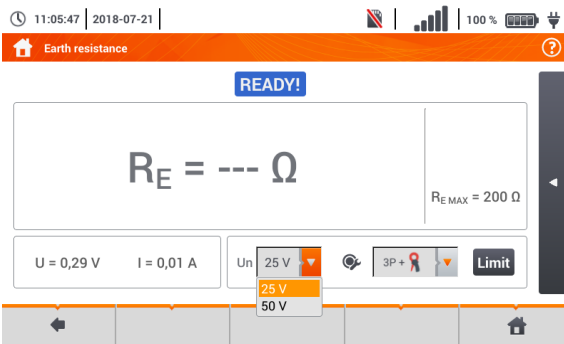 11:05:47 2018-07-21 100 %
Earth resistance ?
READY!
RE = --- Ω
RE MAX = 200 Ω
U = 0,29 V I = 0,01 A Un 25 V 3P + Limit
25 V
50 V